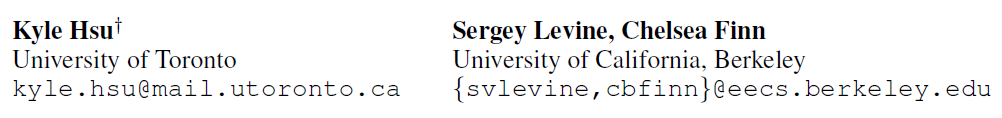 Kyle Hsu†
University of Toronto
kyle.hsu@mail.utoronto.ca
Sergey Levine, Chelsea Finn
University of California, Berkeley
{svlevine,cbfinn}@eecs.berkeley.edu